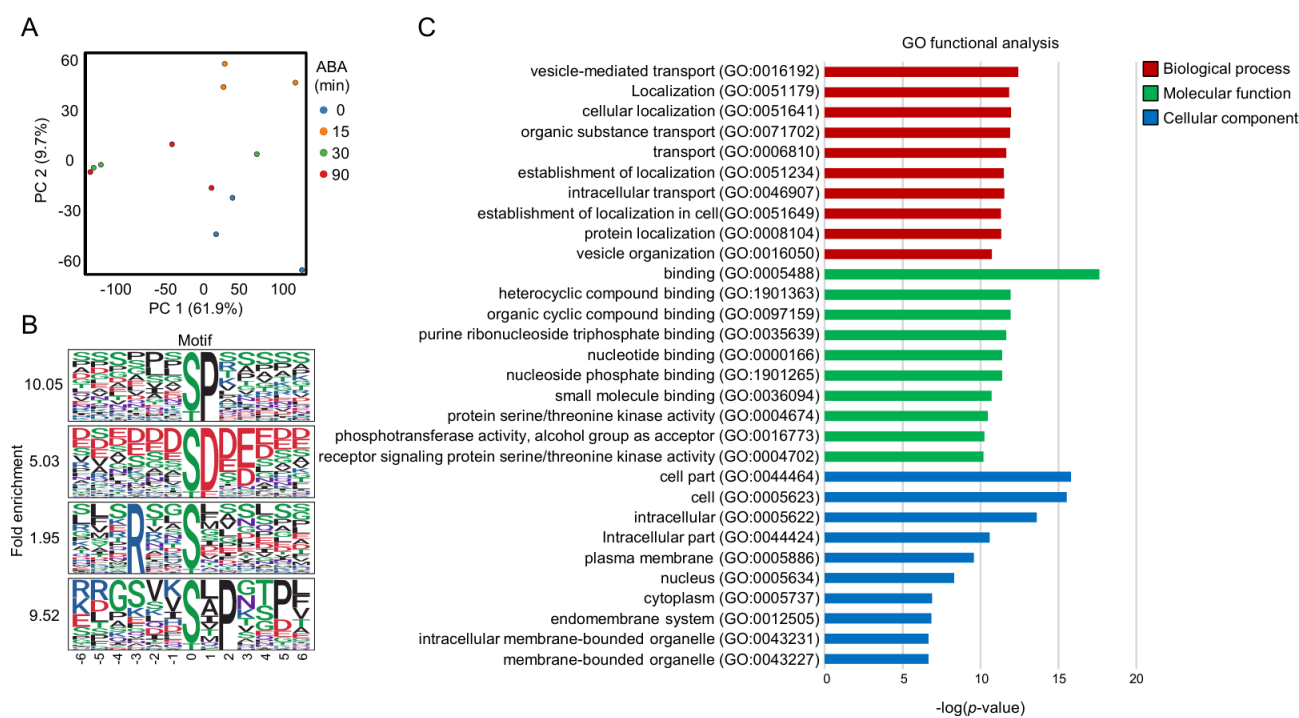 A
60
30
0
-30
-60
PC 2 (9.7%)
-100
-50
0
50
100
PC 1 (61.9%)
ABA
(min)
0
15
30
90
B
Motif
Fold enrichment
10.05
5.03
1.95
9.52
-6 -5 -4 -3 -2 -1 0 1 2 3 4 5 6
C
GO functional analysis
vesicle-mediated transport (GO:0016192)
Localization (GO:0051179)
cellular localization (GO:0051641)
organic substance transport (GO:0071702)
transport (GO:0006810)
establishment of localization (GO:0051234)
intracellular transport (GO:0046907)
establishment of localization in cell(GO:0051649)
protein localization (GO:0008104)
vesicle organization (GO:0016050)
binding (GO:0005488)
heterocyclic compound binding (GO:1901363)
organic cyclic compound binding (GO:0097159)
purine ribonucleoside triphosphate binding (GO:0035639)
nucleotide binding (GO:0000166)
nucleoside phosphate binding (GO:1901265)
small molecule binding (GO:0036094)
protein serine/threonine kinase activity (GO:0004674)
phosphotransferase activity, alcohol group as acceptor (GO:0016773)
receptor signaling protein serine/threonine kinase activity (GO:0004702)
cell part (GO:0044464)
cell (GO:0005623)
intracellular (GO:0005622)
Intracellular part (GO:0044424)
plasma membrane (GO:0005886)
nucleus (GO:0005634)
cytoplasm (GO:0005737)
endomembrane system (GO:0012505)
intracellular membrane-bounded organelle (GO:0043231)
membrane-bounded organelle (GO:0043227)
0 5 10 15 20
-log(p-value)
Biological process
Molecular function
Cellular component